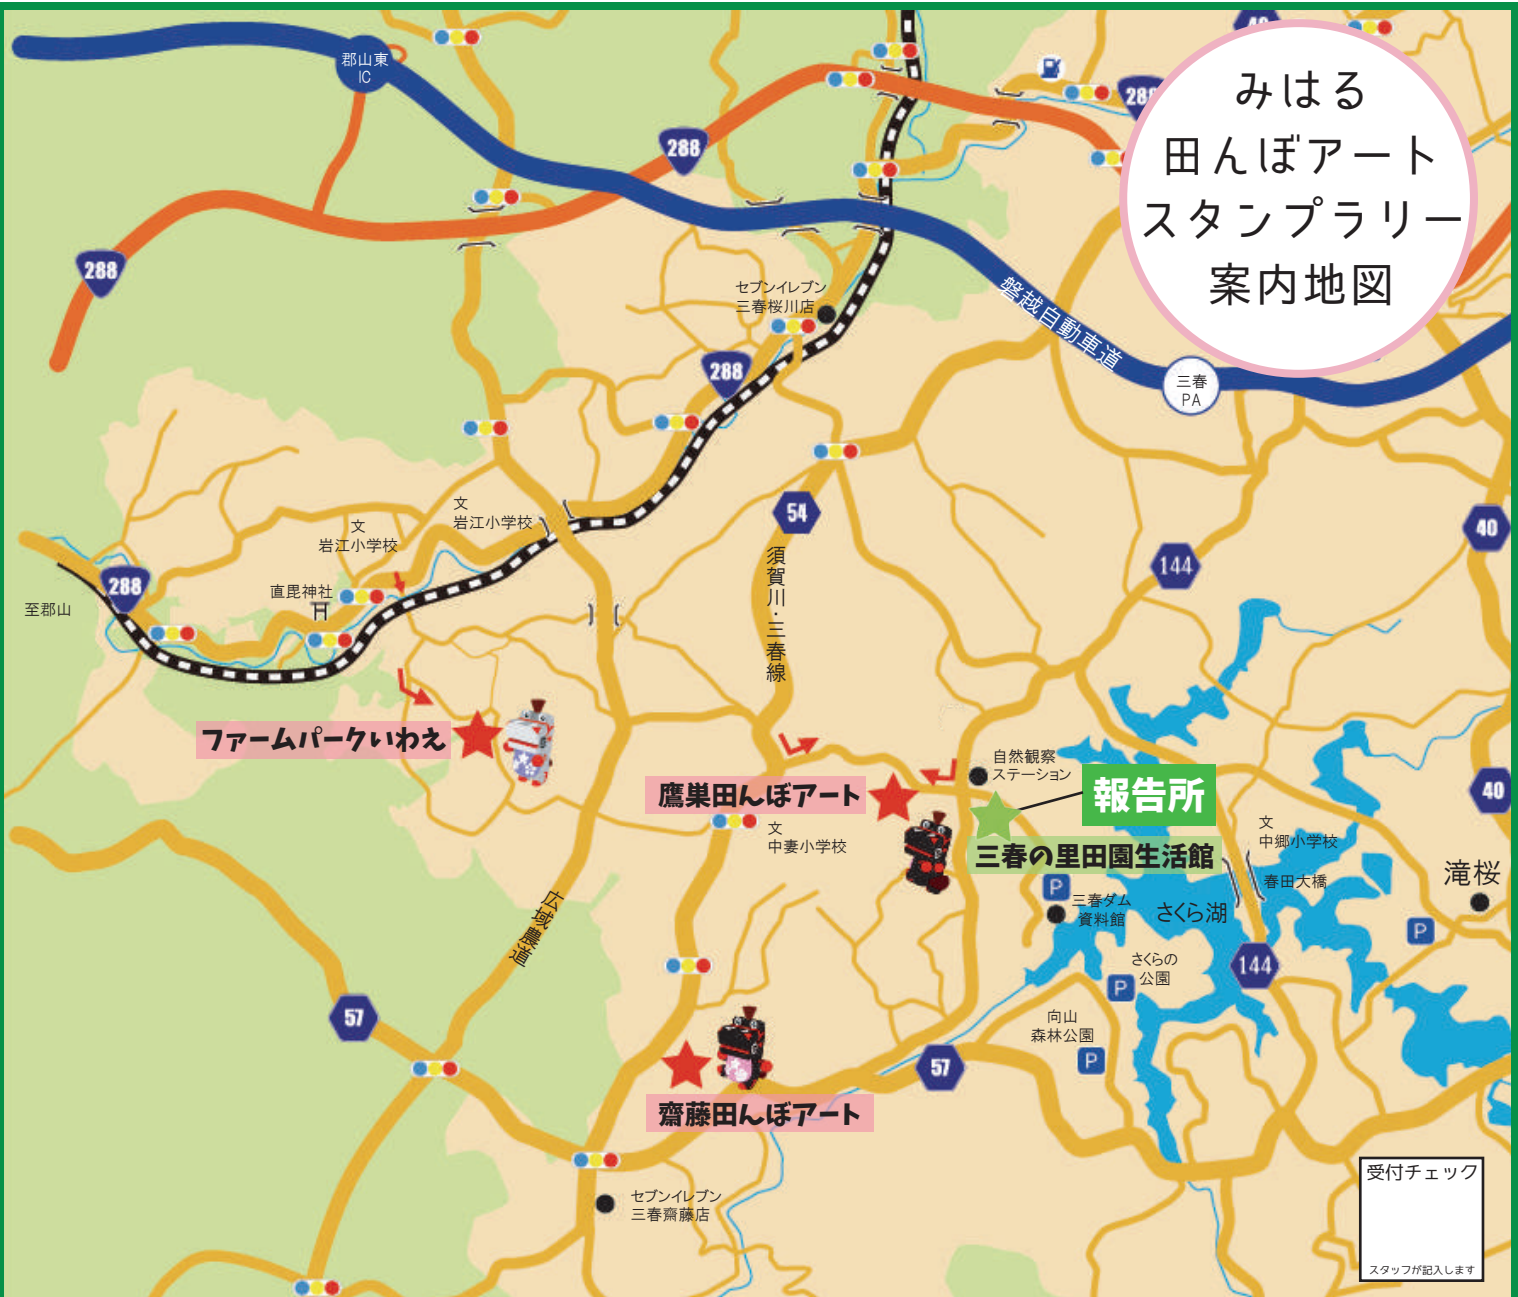 みはる
田んぼアート
スタンプラリー
案内地図
郡山東
IC
288
288
288
288
288
磐越自動車道
三春
PA
セブンイレブン
三春桜川店
文
岩江小学校
文
岩江小学校
直毘神社
至郡山
54
須賀川・三春線
144
40
40
ファームパークいわえ
鷹巣田んぼアート
自然観察
ステーション
報告所
三春の里田園生活館
文
中妻小学校
文
中郷小学校
春田大橋
滝桜
P
三春ダム
資料館
さくら湖
P
さくらの
公園
P
144
向山
森林公園
P
広域農道
57
57
齋藤田んぼアート
セブンイレブン
三春齋藤店
受付チェック
スタッフが記入します